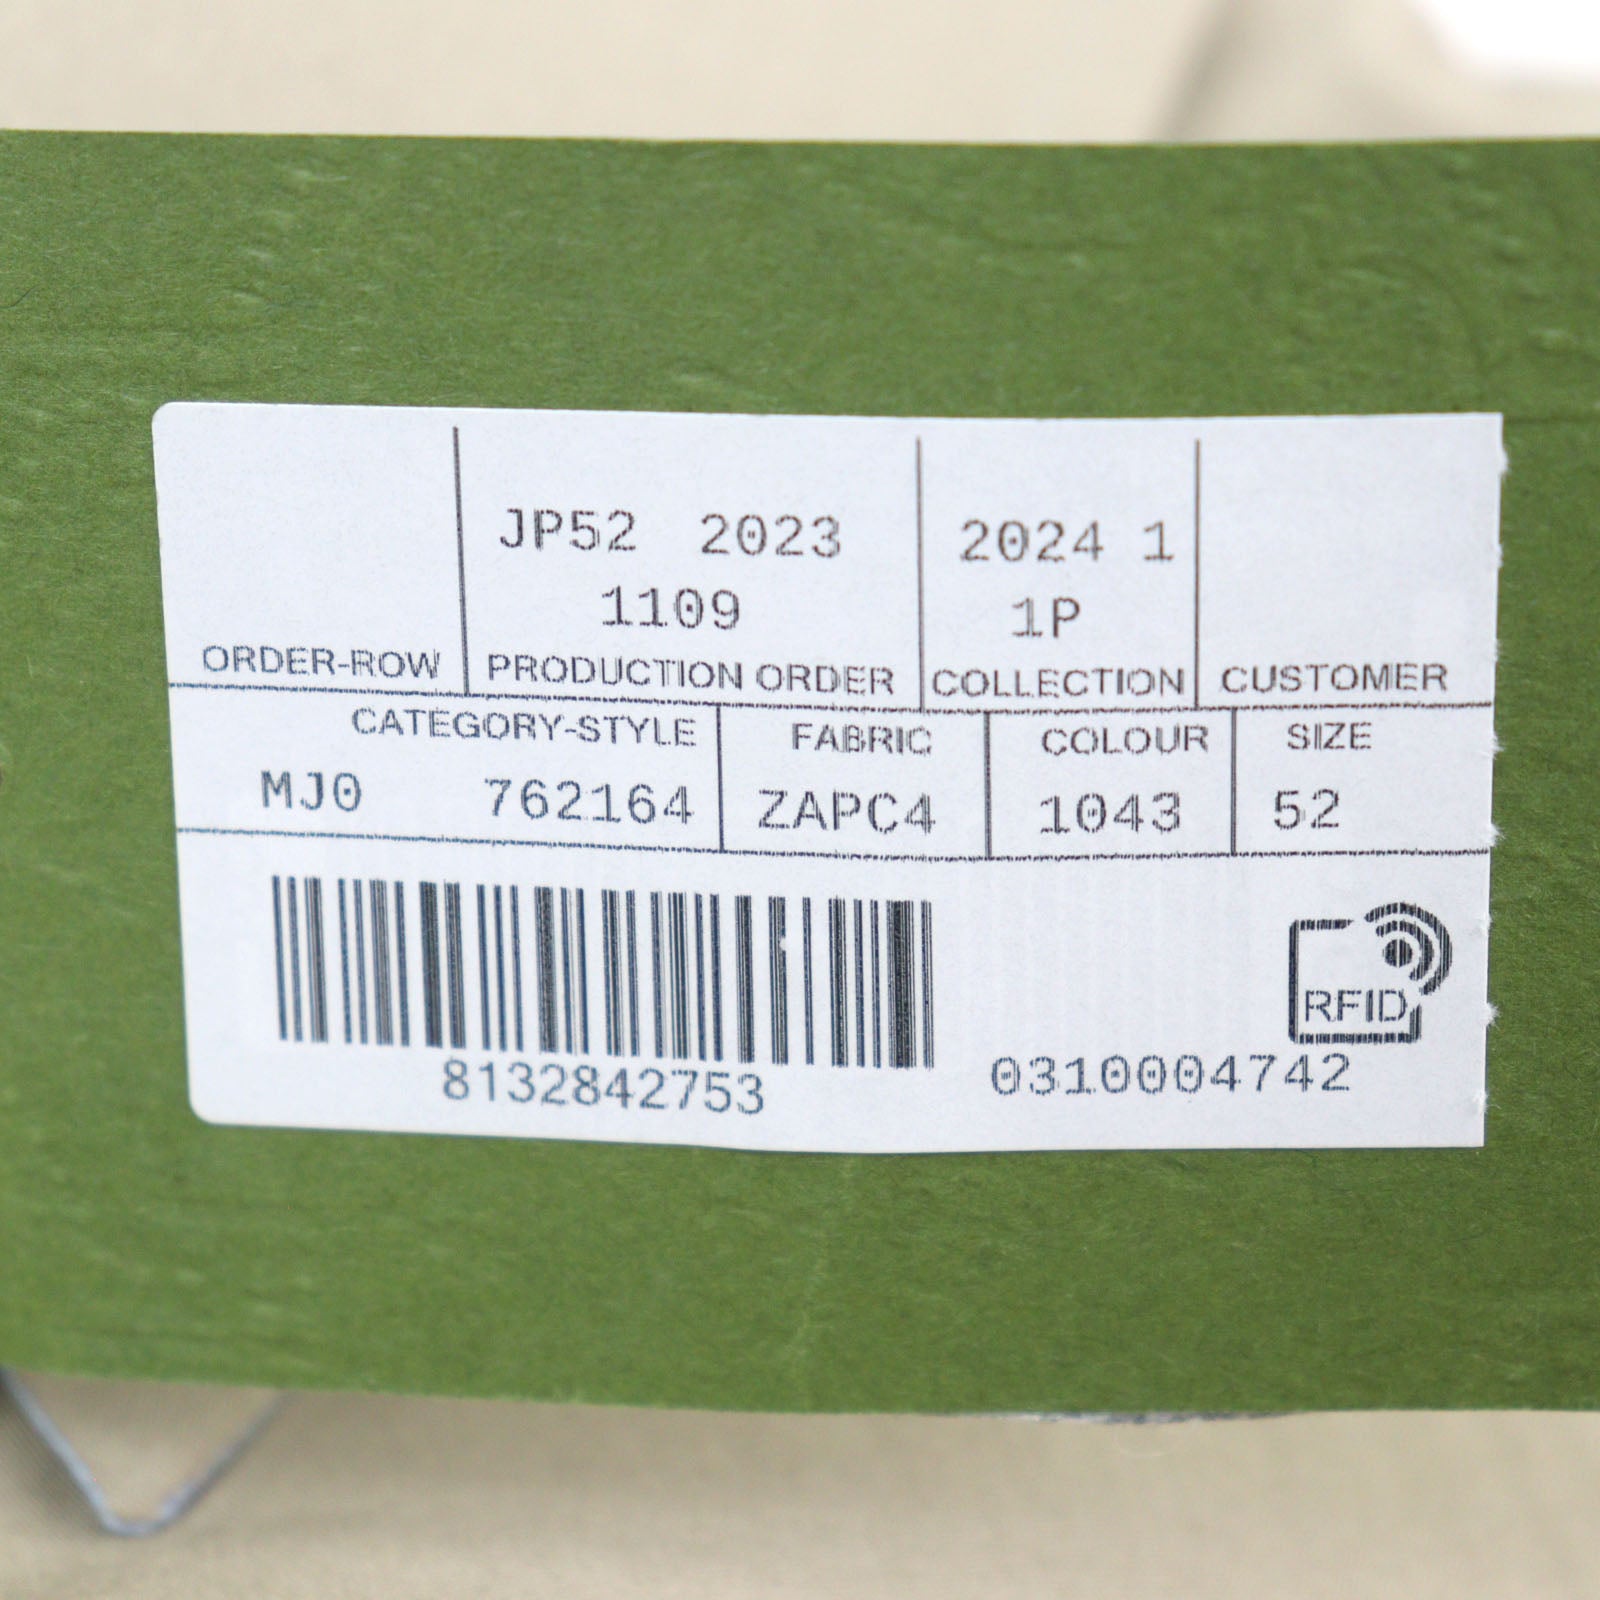 JP52 2023 2024 1
1109 1P
ORDER-ROW PRODUCTION ORDER COLLECTION CUSTOMER
CATEGORY-STYLE FABRIC COLOUR SIZE
MJ0 762164 ZAPC4 1043 52
RFID
8132842753 0310004742